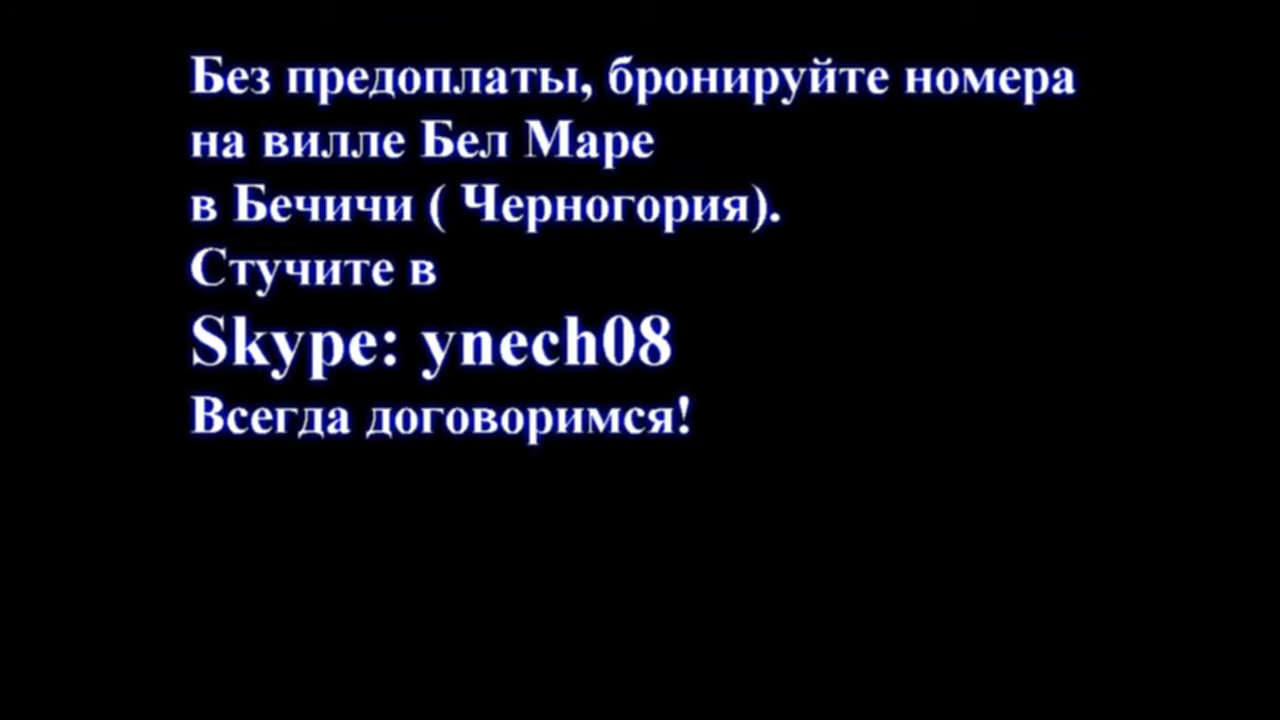 Без предоплаты, бронируйте номера
на вилле Бел Маре
в Бечичи ( Черногория).
Стучите в
Skype: ynech08
Всегда договоримся!